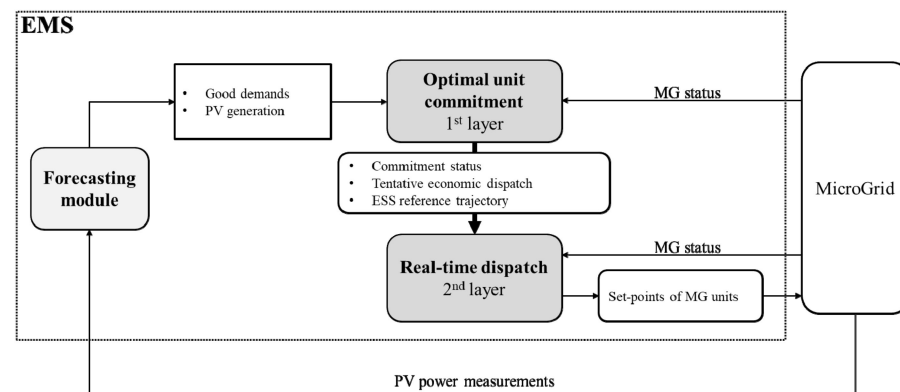 EMS
• Good demands
• PV generation
Optimal unit
commitment
1st layer
MG status
Forecasting
module
• Commitment status
• Tentative economic dispatch
• ESS reference trajectory
MicroGrid
Real-time dispatch
2nd layer
MG status
Set-points of MG units
PV power measurements